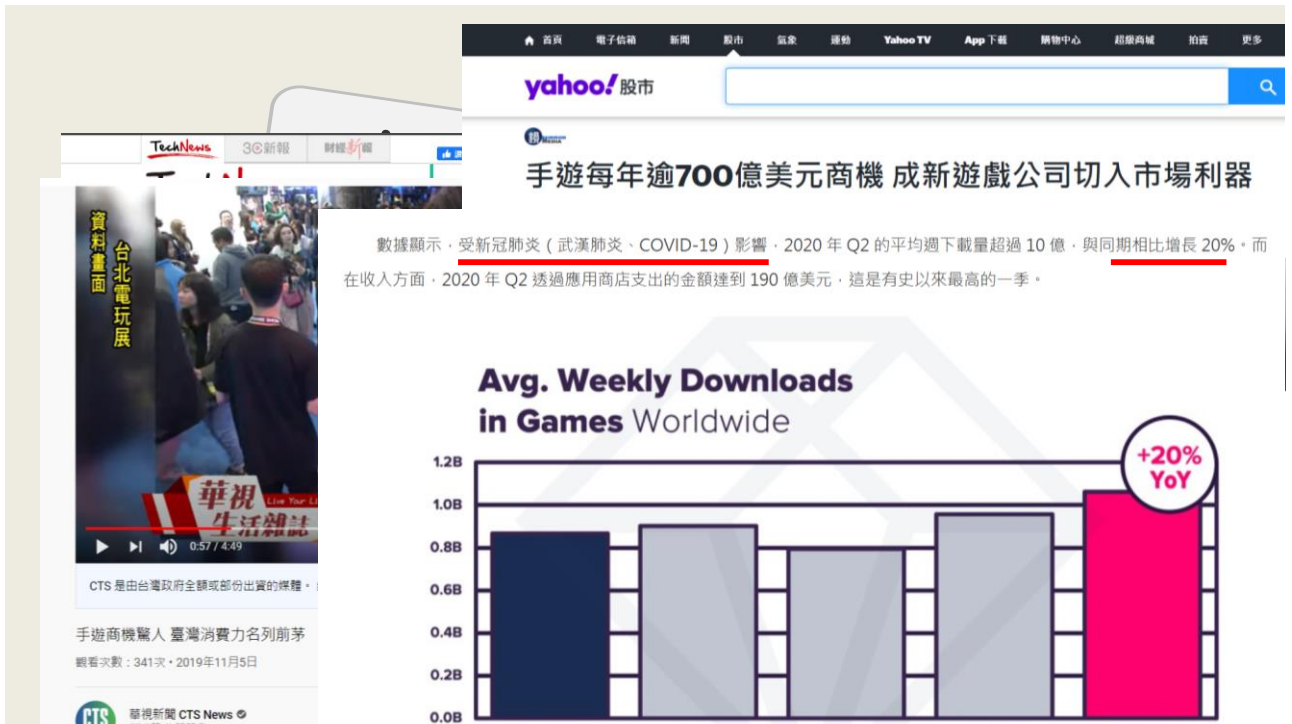 首頁 電子信箱 新聞 股市 氣象 運動 Yahoo TV App 下載 購物中心 超級商城 拍賣 更多
yahoo! 股市
TechNews 3C新報 財經新報
手遊每年逾700億美元商機 成新遊戲公司切入市場利器
資料畫面
台北電玩展
數據顯示，受新冠肺炎（武漢肺炎、COVID-19）影響，2020 年 Q2 的平均週下載量超過 10 億，與同期相比增長 20%。而
在收入方面，2020 年 Q2 透過應用商店支出的金額達到 190 億美元，這是有史以來最高的一季。
Avg. Weekly Downloads
in Games Worldwide
+20%
YoY
1.2B
1.0B
0.8B
0.6B
0.4B
0.2B
0.0B
華視
Live Your
生活雜誌
0:57 / 4:49
CTS 是由台灣政府全額或部份出資的媒體。
手遊商機驚人 臺灣消費力名列前茅
觀看次數：341次・2019年11月5日
CTS
華視新聞 CTS News